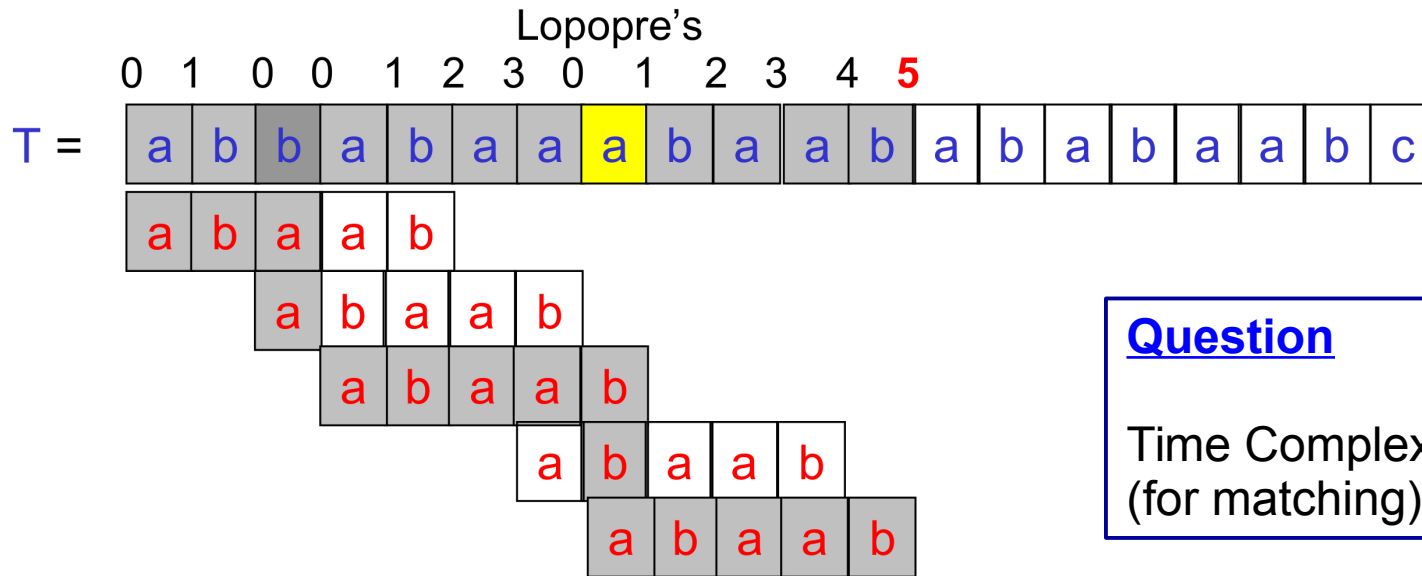 Lopopre's
0 1 0 0 1 2 3 0 1 2 3 4 5
T = a b b a b a a a b a a b a b a b a a b c
a b a a b
a b a a b
a b a a b
a b a a b
a b a a b
Question
Time Complex
(for matching)